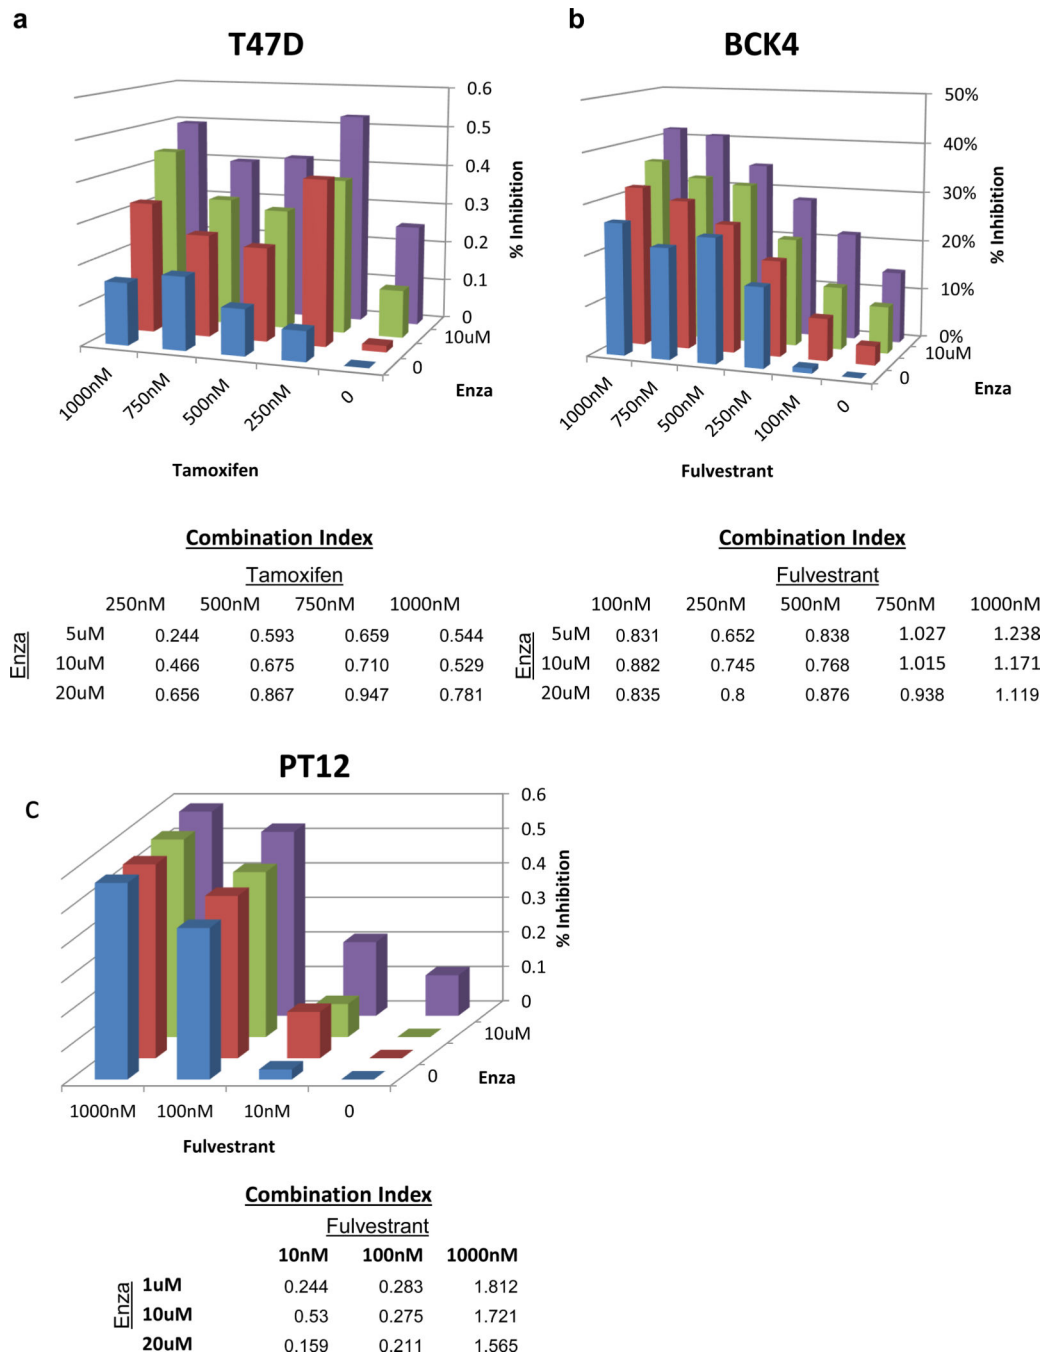 a
T47D
0.6
0.5
0.4
0.3
0.2
0.1
0
% Inhibition
10uM
0
Enza
1000nM
750nM
500nM
250nM
0
Tamoxifen
b
BCK4
50%
40%
30%
20%
10%
0%
% Inhibition
10uM
0
Enza
1000nM
750nM
500nM
250nM
100nM
0
Fulvestrant
Combination Index
Tamoxifen
250nM 500nM 750nM 1000nM
Enza
5uM 0.244 0.593 0.659 0.544
10uM 0.466 0.675 0.710 0.529
20uM 0.656 0.867 0.947 0.781
Combination Index
Fulvestrant
100nM 250nM 500nM 750nM 1000nM
Enza
5uM 0.831 0.652 0.838 1.027 1.238
10uM 0.882 0.745 0.768 1.015 1.171
20uM 0.835 0.8 0.876 0.938 1.119
c
PT12
0.6
0.5
0.4
0.3
0.2
0.1
0
% Inhibition
10uM
0
Enza
1000nM 100nM 10nM 0
Fulvestrant
Combination Index
Fulvestrant
10nM 100nM 1000nM
Enza
1uM 0.244 0.283 1.812
10uM 0.53 0.275 1.721
20uM 0.159 0.211 1.565